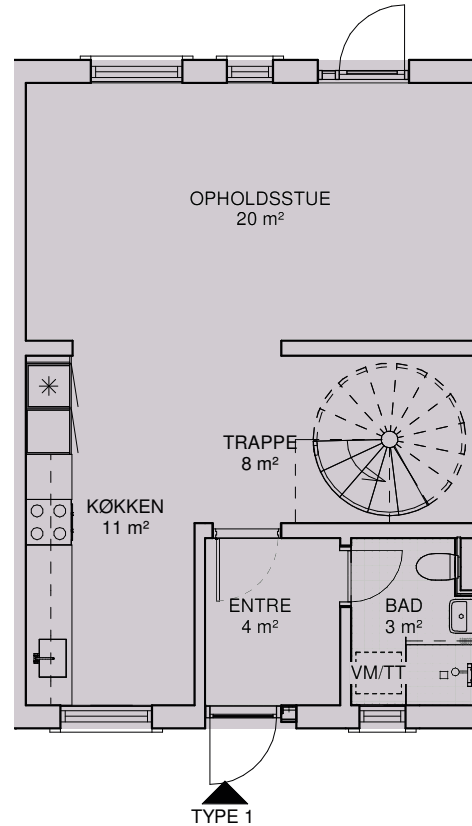 OPHOLDSSTUE
20 m²
TRAPPE
8 m²
KØKKEN
11 m²
ENTRE
4 m²
BAD
3 m²
VM/TT
TYPE 1